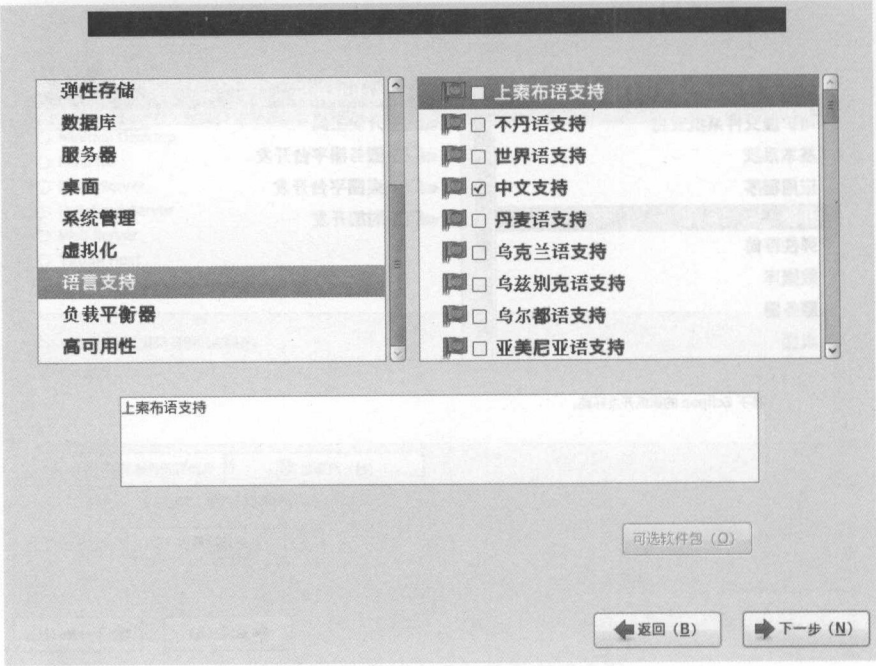 弹性存储
数据库
服务器
桌面
系统管理
虚拟化
语言支持
负载平衡器
高可用性
上索布语支持
不丹语支持
世界语支持
中文支持
丹麦语支持
乌克兰语支持
乌兹别克语支持
乌尔都语支持
亚美尼亚语支持
上索布语支持
可选软件包（O）
返回（B）
下一步（N）